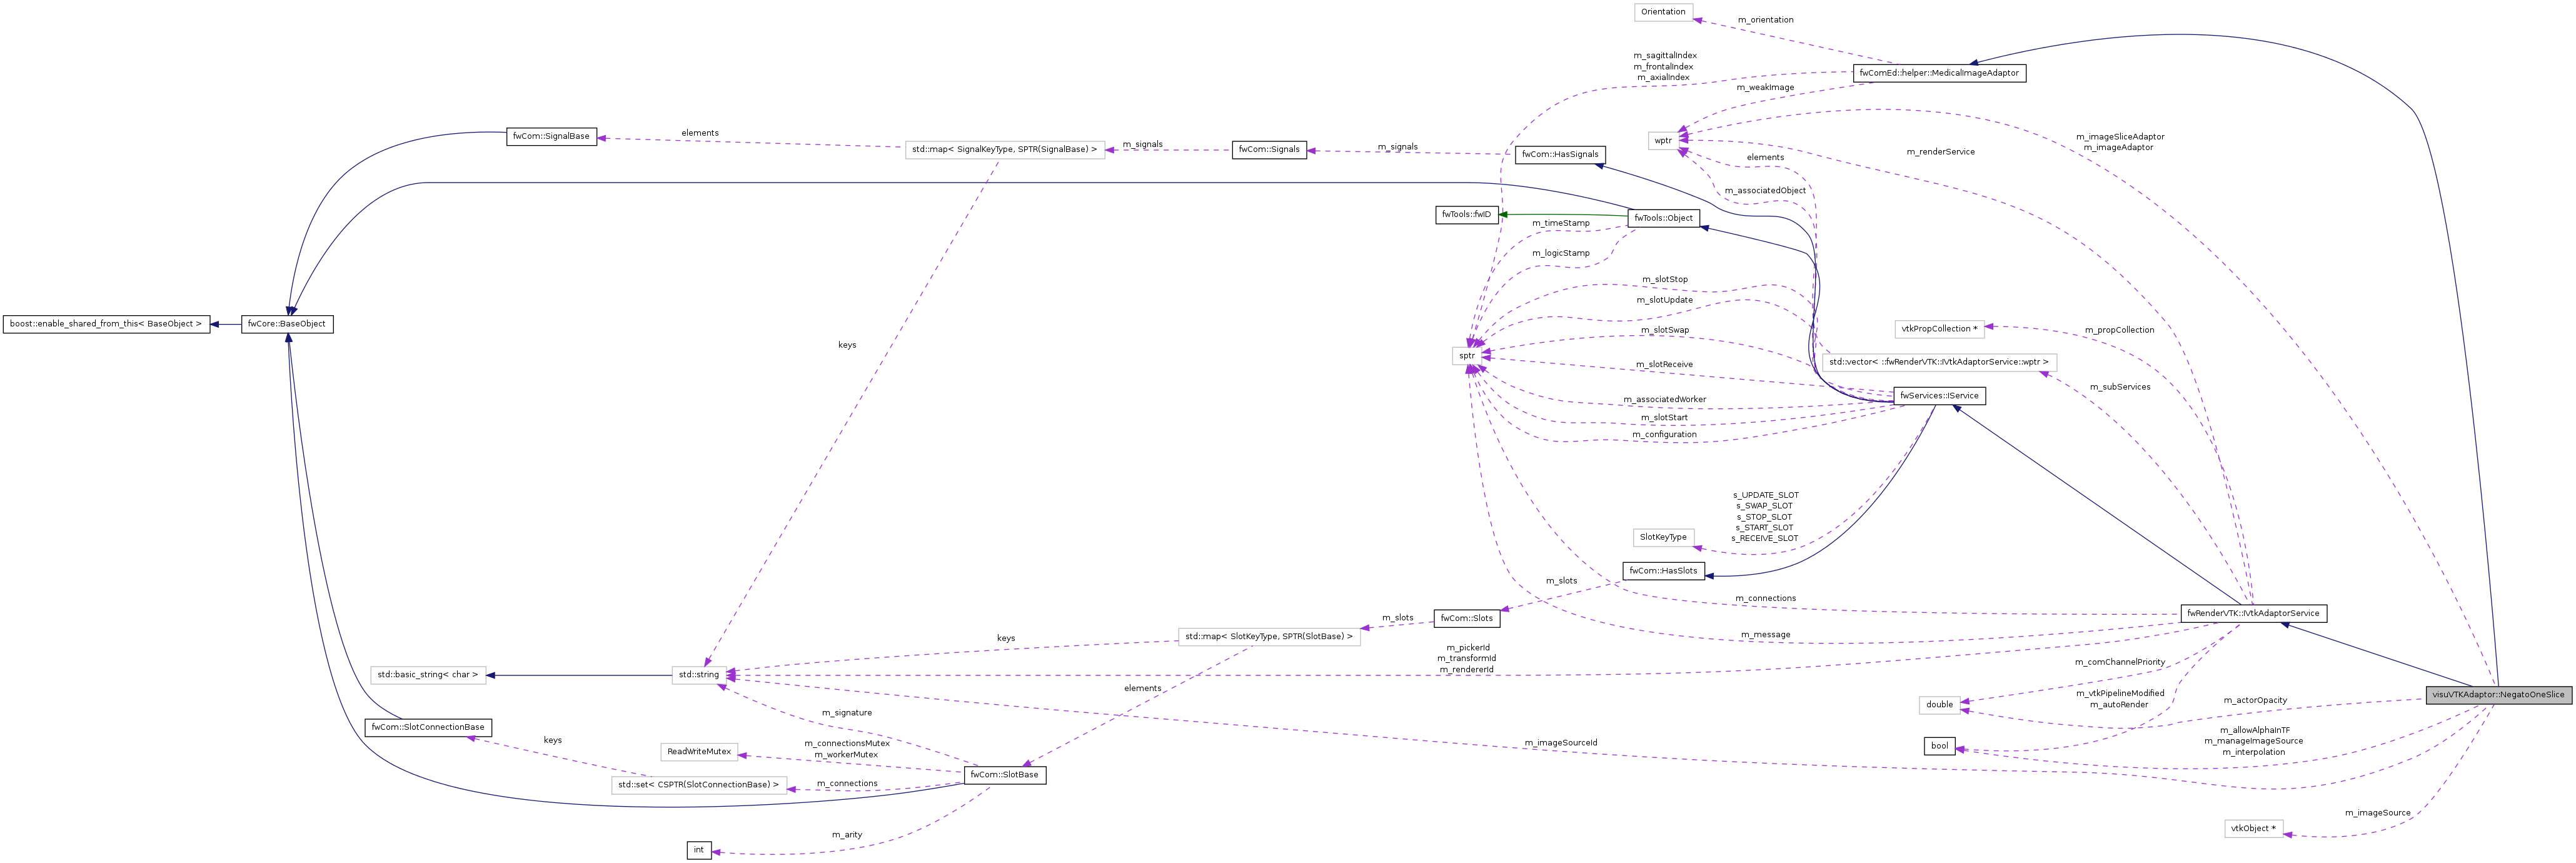 Orientation
m_orientation
m_sagittalIndex
m_frontalIndex
m_axialIndex
fwComEd::helper::MedicalImageAdaptor
m_weakImage
fwCom::SignalBase
elements
std::map< SignalKeyType, SPTR(SignalBase) >
m_signals
fwCom::Signals
m_signals
fwCom::HasSignals
wptr
elements
m_renderService
m_imageSliceAdaptor
m_imageAdaptor
m_associatedObject
fwTools::fwID
fwTools::Object
m_timeStamp
m_logicStamp
m_slotStop
m_slotUpdate
boost::enable_shared_from_this< BaseObject >
fwCore::BaseObject
keys
m_slotSwap
vtkPropCollection *
m_propCollection
sptr
m_slotReceive
std::vector< ::fwRenderVTK::IVtkAdaptorService::wptr >
m_subServices
m_associatedWorker
fwServices::IService
m_slotStart
m_configuration
s_UPDATE_SLOT
s_SWAP_SLOT
s_STOP_SLOT
s_START_SLOT
s_RECEIVE_SLOT
SlotKeyType
m_slots
fwCom::HasSlots
m_connections
fwRenderVTK::IVtkAdaptorService
m_slots
fwCom::Slots
std::map< SlotKeyType, SPTR(SlotBase) >
keys
m_message
m_pickerId
m_transformId
m_rendererId
m_comChannelPriority
std::basic_string< char >
std::string
elements
m_vtkPipelineModified
m_autoRender
m_actorOpacity
visuVTKAdaptor::NegatoOneSlice
double
m_signature
fwCom::SlotConnectionBase
keys
ReadWriteMutex
m_connectionsMutex
m_workerMutex
m_imageSourceId
bool
m_allowAlphaInTF
m_manageImageSource
m_interpolation
std::set< CSPTR(SlotConnectionBase) >
m_connections
fwCom::SlotBase
m_imageSource
vtkObject *
m_arity
int